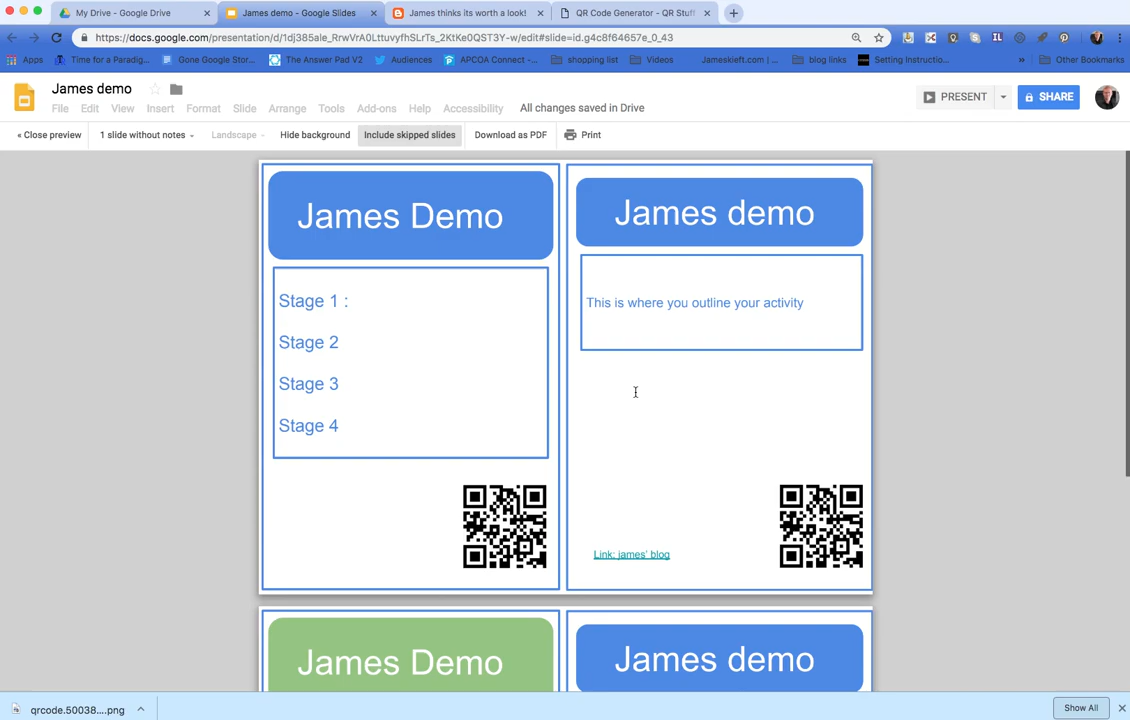 My Drive - Google Drive
James demo - Google Slides
James thinks its worth a look!
QR Code Generator - QR Stuf
https://docs.google.com/presentation/d/1dj385ale_RrwVrA0LttuvyfhSLrTs_2KtKe0QST3Y-w/edit#slide=id.g4c8f64657e_0_43
Apps
Time for a Paradig...
Gone Google Stor...
The Answer Pad V2
Audiences
APCOA Connect -...
shopping list
Videos
Jameskieft.com | ...
blog links
Setting Instructio...
Other Bookmarks
James demo
File Edit View Insert Format Slide Arrange Tools Add-ons Help Accessibility
All changes saved in Drive
PRESENT
SHARE
« Close preview
1 slide without notes
Landscape
Hide background
Include skipped slides
Download as PDF
Print
James Demo
Stage 1 :
Stage 2
Stage 3
Stage 4
James demo
This is where you outline your activity
Link: james' blog
James Demo
James demo
qrcode.50038....png
Show All